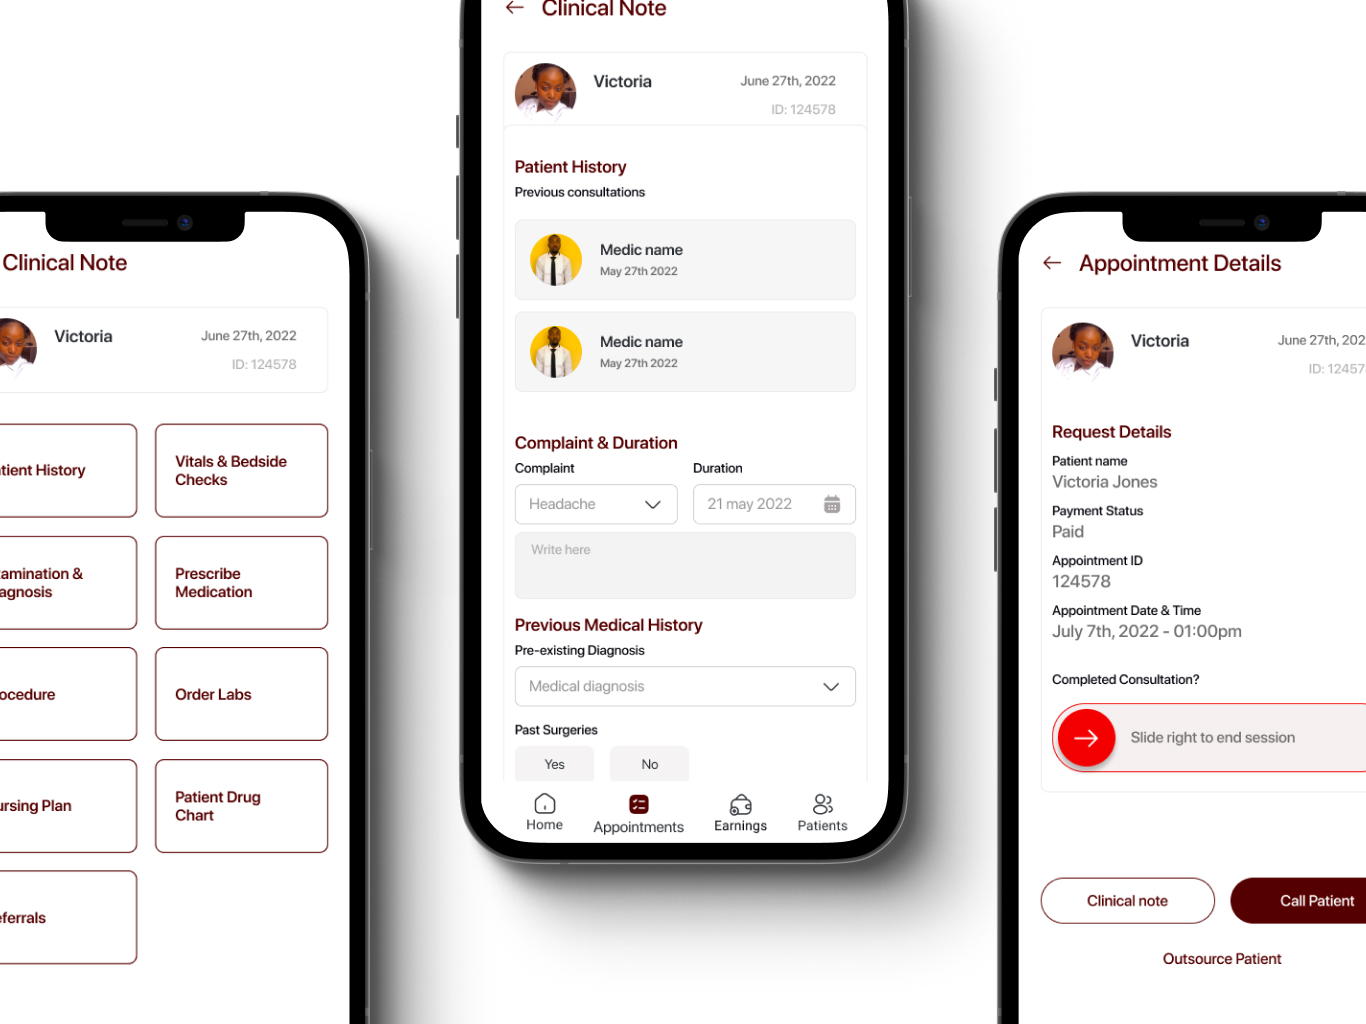 Clinical Note
Victoria
June 27th, 2022
ID: 124578
tient History
Vitals & Bedside
Checks
amination &
agnosis
Prescribe
Medication
ocedure
Order Labs
ursing Plan
Patient Drug
Chart
eferrals
Clinical Note
Victoria
June 27th, 2022
ID: 124578
Patient History
Previous consultations
Medic name
May 27th 2022
Medic name
May 27th 2022
Complaint & Duration
Complaint
Duration
Headache
21 may 2022
Write here
Previous Medical History
Pre-existing Diagnosis
Medical diagnosis
Past Surgeries
Yes
No
Home
Appointments
Earnings
Patients
Appointment Details
Victoria
June 27th, 202
ID: 12457
Request Details
Patient name
Victoria Jones
Payment Status
Paid
Appointment ID
124578
Appointment Date & Time
July 7th, 2022 - 01:00pm
Completed Consultation?
Slide right to end session
Clinical note
Call Patient
Outsource Patient